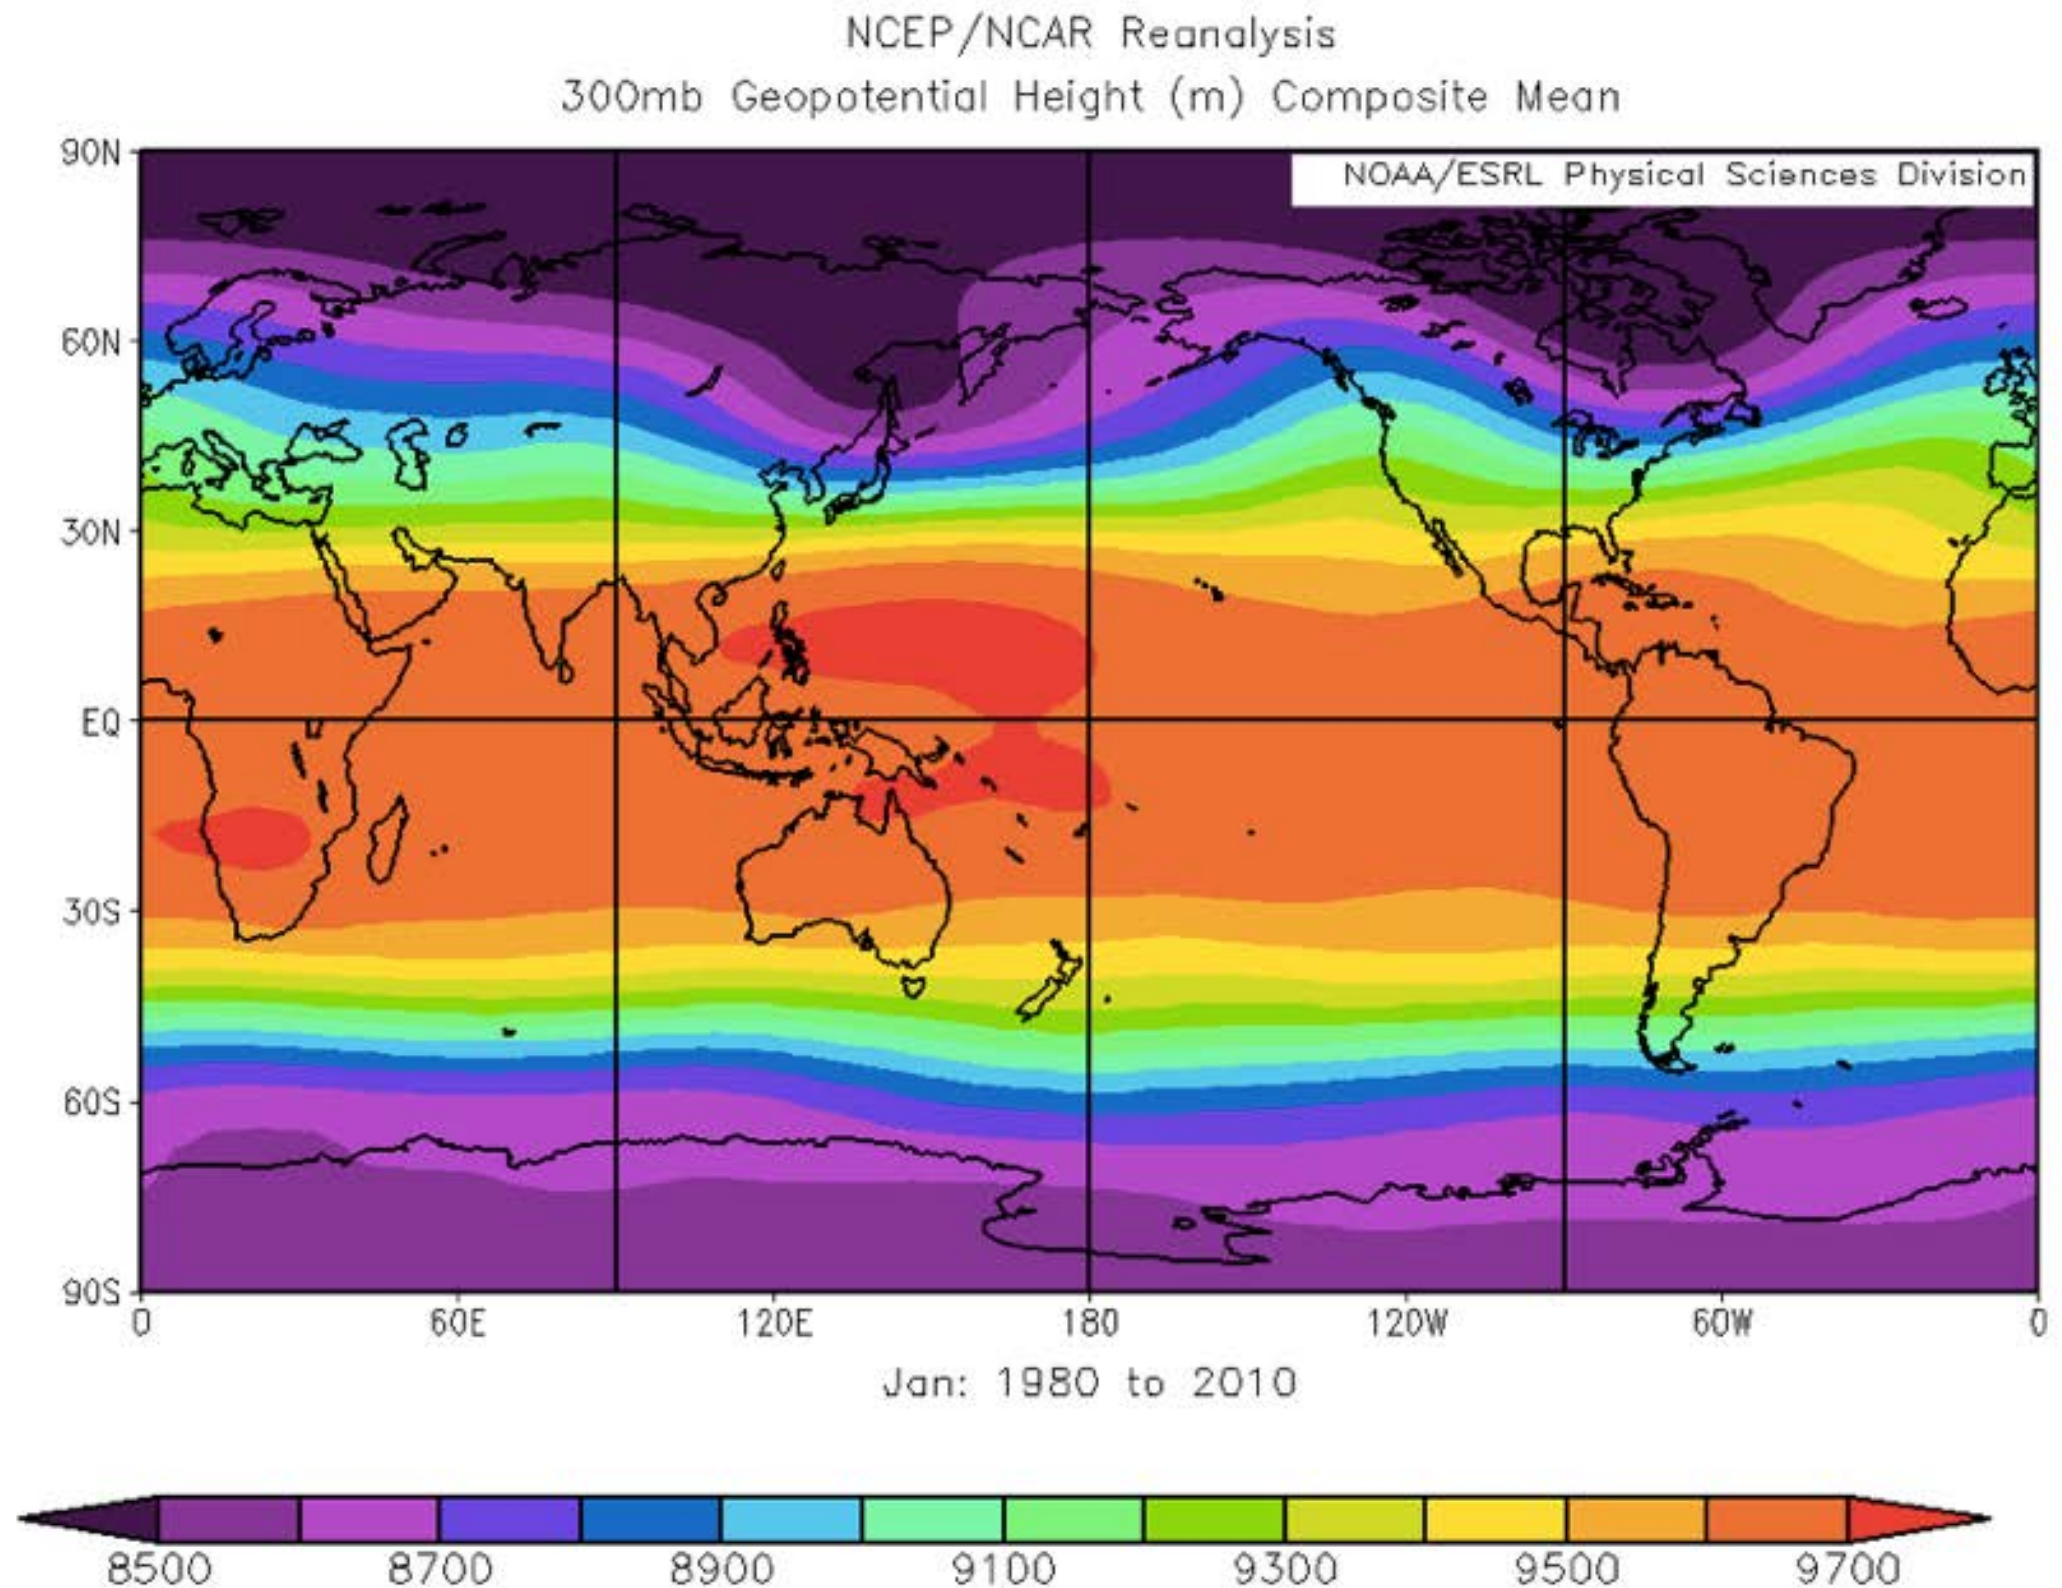 NCEP/NCAR Reanalysis
300mb Geopotential Height (m) Composite Mean
NOAA/ESRL Physical Sciences Division
90N
60N
30N
EQ
30S
60S
90S
0 60E 120E 180 120W 60W 0
Jan: 1980 to 2010
8500 8700 8900 9100 9300 9500 9700